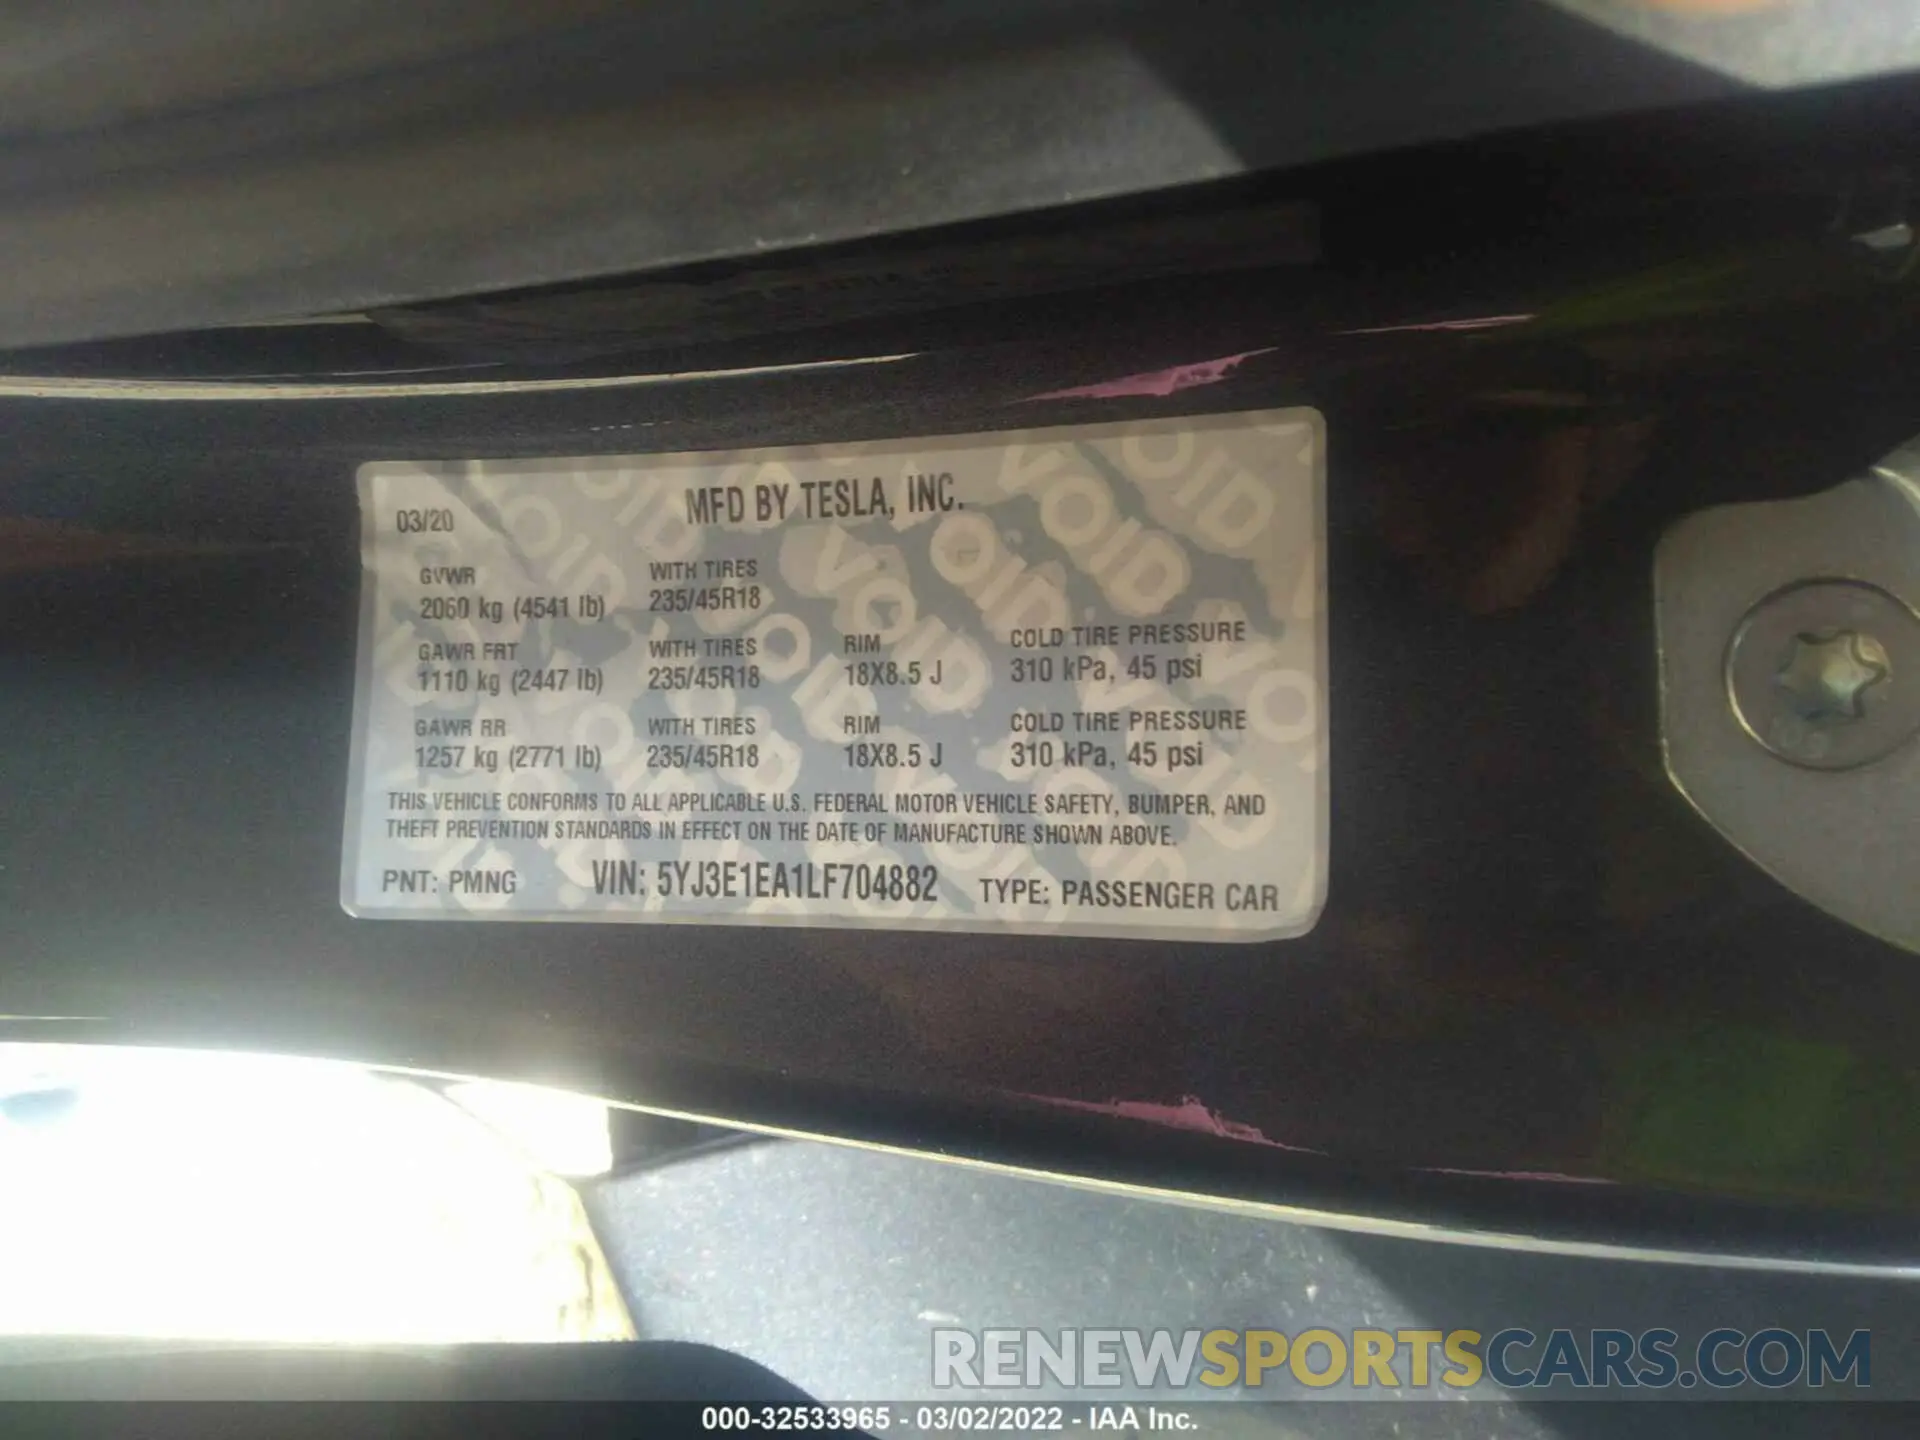 03/20 MFD BY TESLA, INC.
GVWR WITH TIRES
2060 kg (4541 lb) 235/45R18
GAWR FRT WITH TIRES RIM COLD TIRE PRESSURE
1110 kg (2447 lb) 235/45R18 18X8.5 J 310 kPa, 45 psi
GAWR RR WITH TIRES RIM COLD TIRE PRESSURE
1257 kg (2771 lb) 235/45R18 18X8.5 J 310 kPa, 45 psi
THIS VEHICLE CONFORMS TO ALL APPLICABLE U.S. FEDERAL MOTOR VEHICLE SAFETY, BUMPER, AND
THEFT PREVENTION STANDARDS IN EFFECT ON THE DATE OF MANUFACTURE SHOWN ABOVE.
PNT: PMNG VIN: 5YJ3E1EA1LF704882 TYPE: PASSENGER CAR
RENEWSPORTSCARS.COM
000-32533965 - 03/02/2022 - IAA Inc.